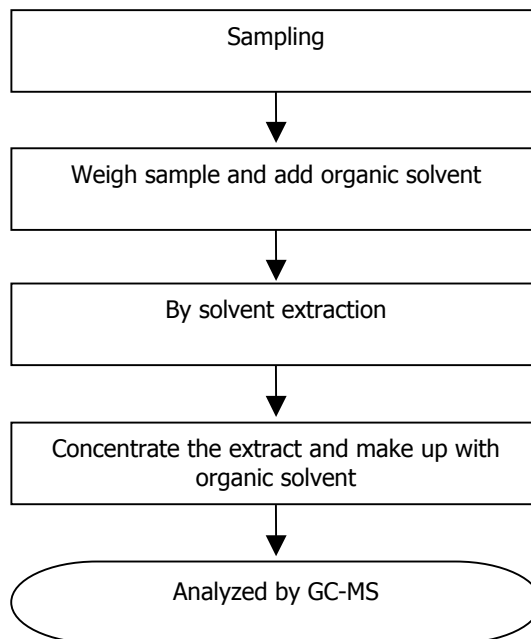 Sampling
Weigh sample and add organic solvent
By solvent extraction
Concentrate the extract and make up with
organic solvent
Analyzed by GC-MS